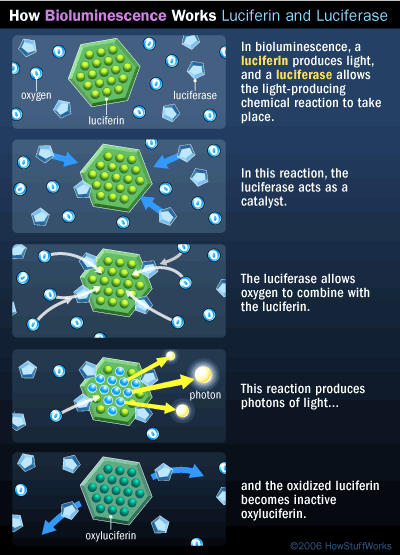 How Bioluminescence Works Luciferin and Luciferase
oxygen
luciferin
luciferase
In bioluminescence, a
luciferin produces light,
and a luciferase allows
the light-producing
chemical reaction to take
place.
In this reaction, the
luciferase acts as a
catalyst.
The luciferase allows
oxygen to combine with
the luciferin.
photon
This reaction produces
photons of light...
oxyluciferin
and the oxidized luciferin
becomes inactive
oxyluciferin.
©2006 HowStuffWorks